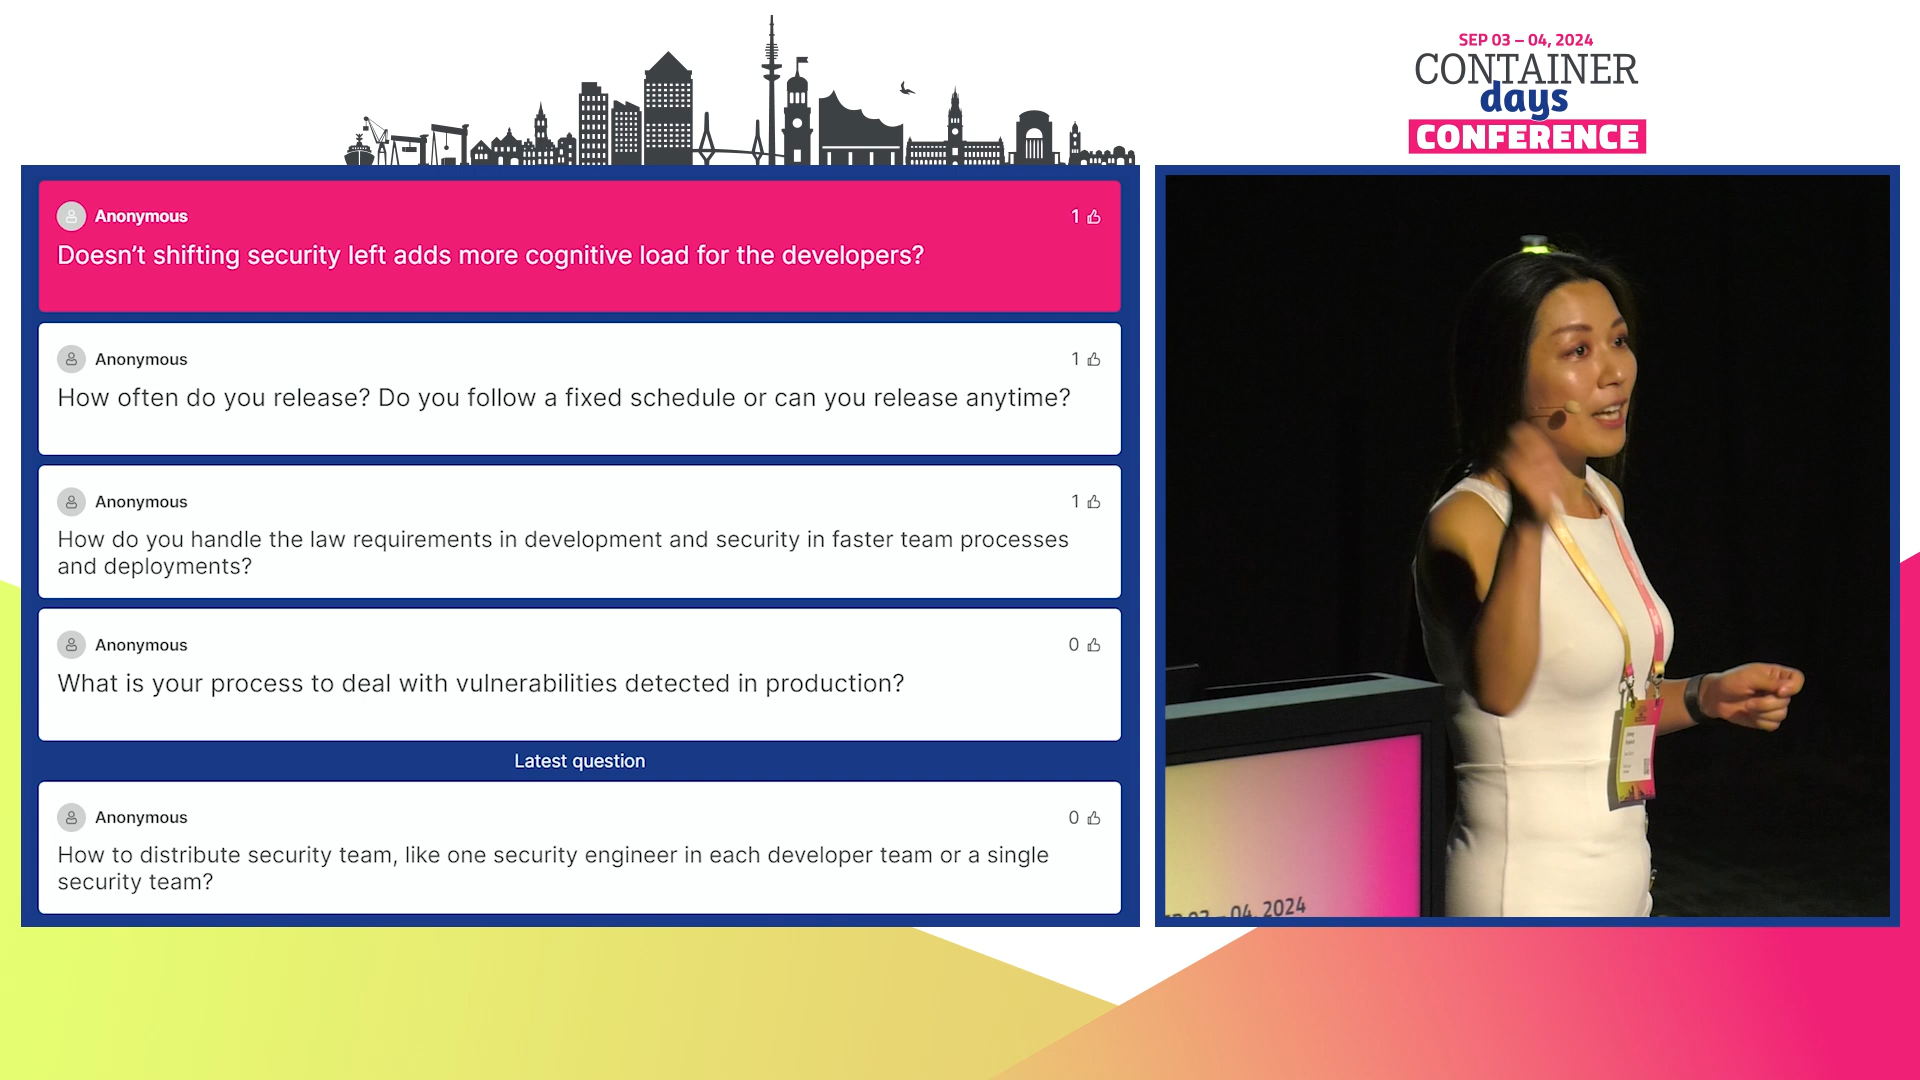 SEP 03 – 04, 2024
CONTAINER
days
CONFERENCE
Anonymous
1
Doesn’t shifting security left adds more cognitive load for the developers?
Anonymous
1
How often do you release? Do you follow a fixed schedule or can you release anytime?
Anonymous
1
How do you handle the law requirements in development and security in faster team processes
and deployments?
Anonymous
0
What is your process to deal with vulnerabilities detected in production?
Latest question
Anonymous
0
How to distribute security team, like one security engineer in each developer team or a single
security team?
04, 2024